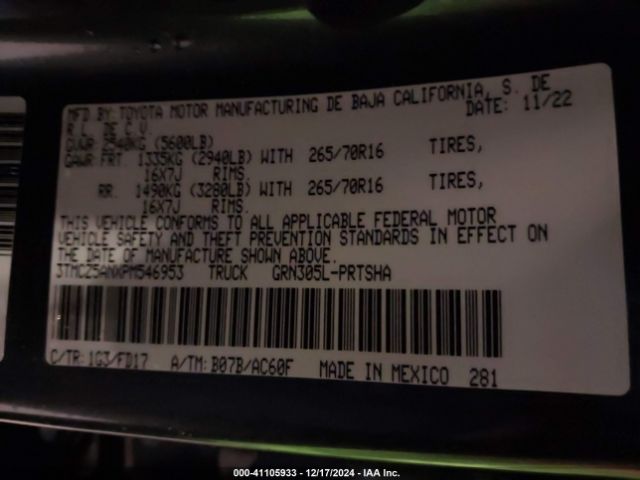 MFD BY: TOYOTA MOTOR MANUFACTURING DE BAJA CALIFORNIA, S. DE
R.L. DE C.V. DATE: 11/22
GVWR 2940KG (5600LB)
GAWR FRT 1335KG (2940LB) WITH 265/70R16 TIRES,
16X7J RIMS.
RR. 1490KG (3280LB) WITH 265/70R16 TIRES,
16X7J RIMS.
THIS VEHICLE CONFORMS TO ALL APPLICABLE FEDERAL MOTOR
VEHICLE SAFETY AND THEFT PREVENTION STANDARDS IN EFFECT ON
THE DATE OF MANUFACTURE SHOWN ABOVE.
3TMCZ5ANXPM546953 TRUCK GRN305L-PRTSHA
C/TR: 1G3/FD17 A/TM: B07B/AC60F MADE IN MEXICO 281
000-41105933 - 12/17/2024 - IAA Inc.